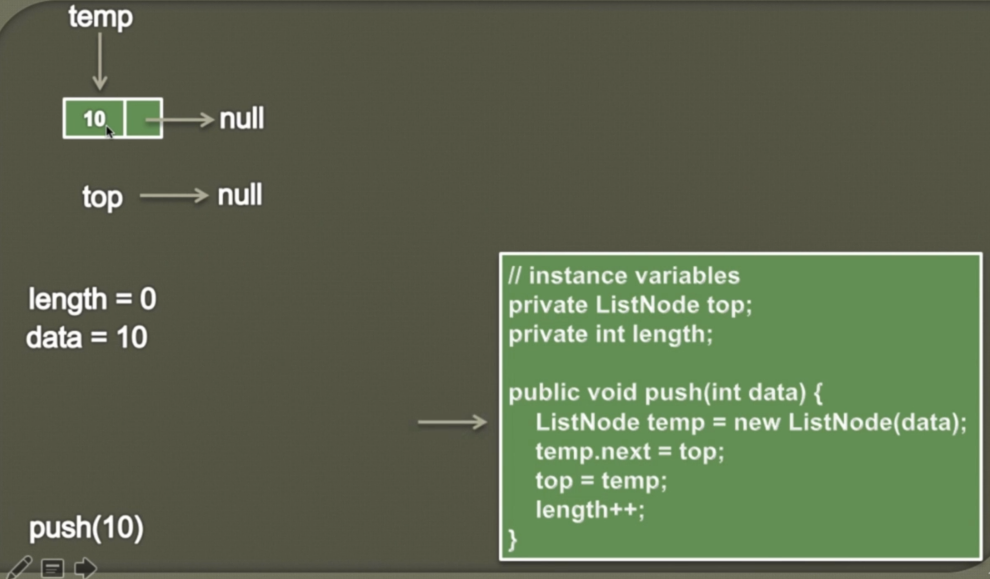 temp
10
null
top
null
length = 0
data = 10
// instance variables
private ListNode top;
private int length;
public void push(int data) {
ListNode temp = new ListNode(data);
temp.next = top;
top = temp;
length++;
}
push(10)